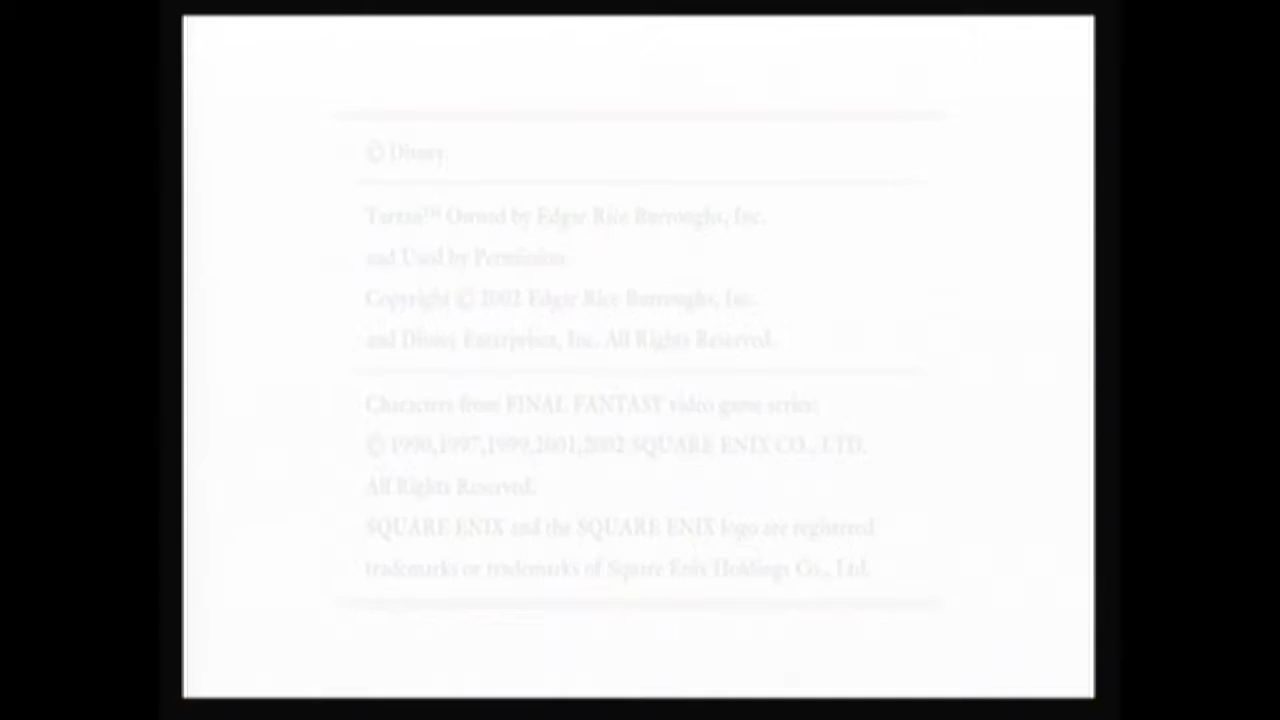 © Disney
Tarzan™ Owned by Edgar Rice Burroughs, Inc.
and Used by Permission.
Copyright © 2002 Edgar Rice Burroughs, Inc.
and Disney Enterprises, Inc. All Rights Reserved.
Characters from FINAL FANTASY video game series:
© 1990,1997,1999,2001,2002 SQUARE ENIX CO., LTD.
All Rights Reserved.
SQUARE ENIX and the SQUARE ENIX logo are registered
trademarks or trademarks of Square Enix Holdings Co., Ltd.